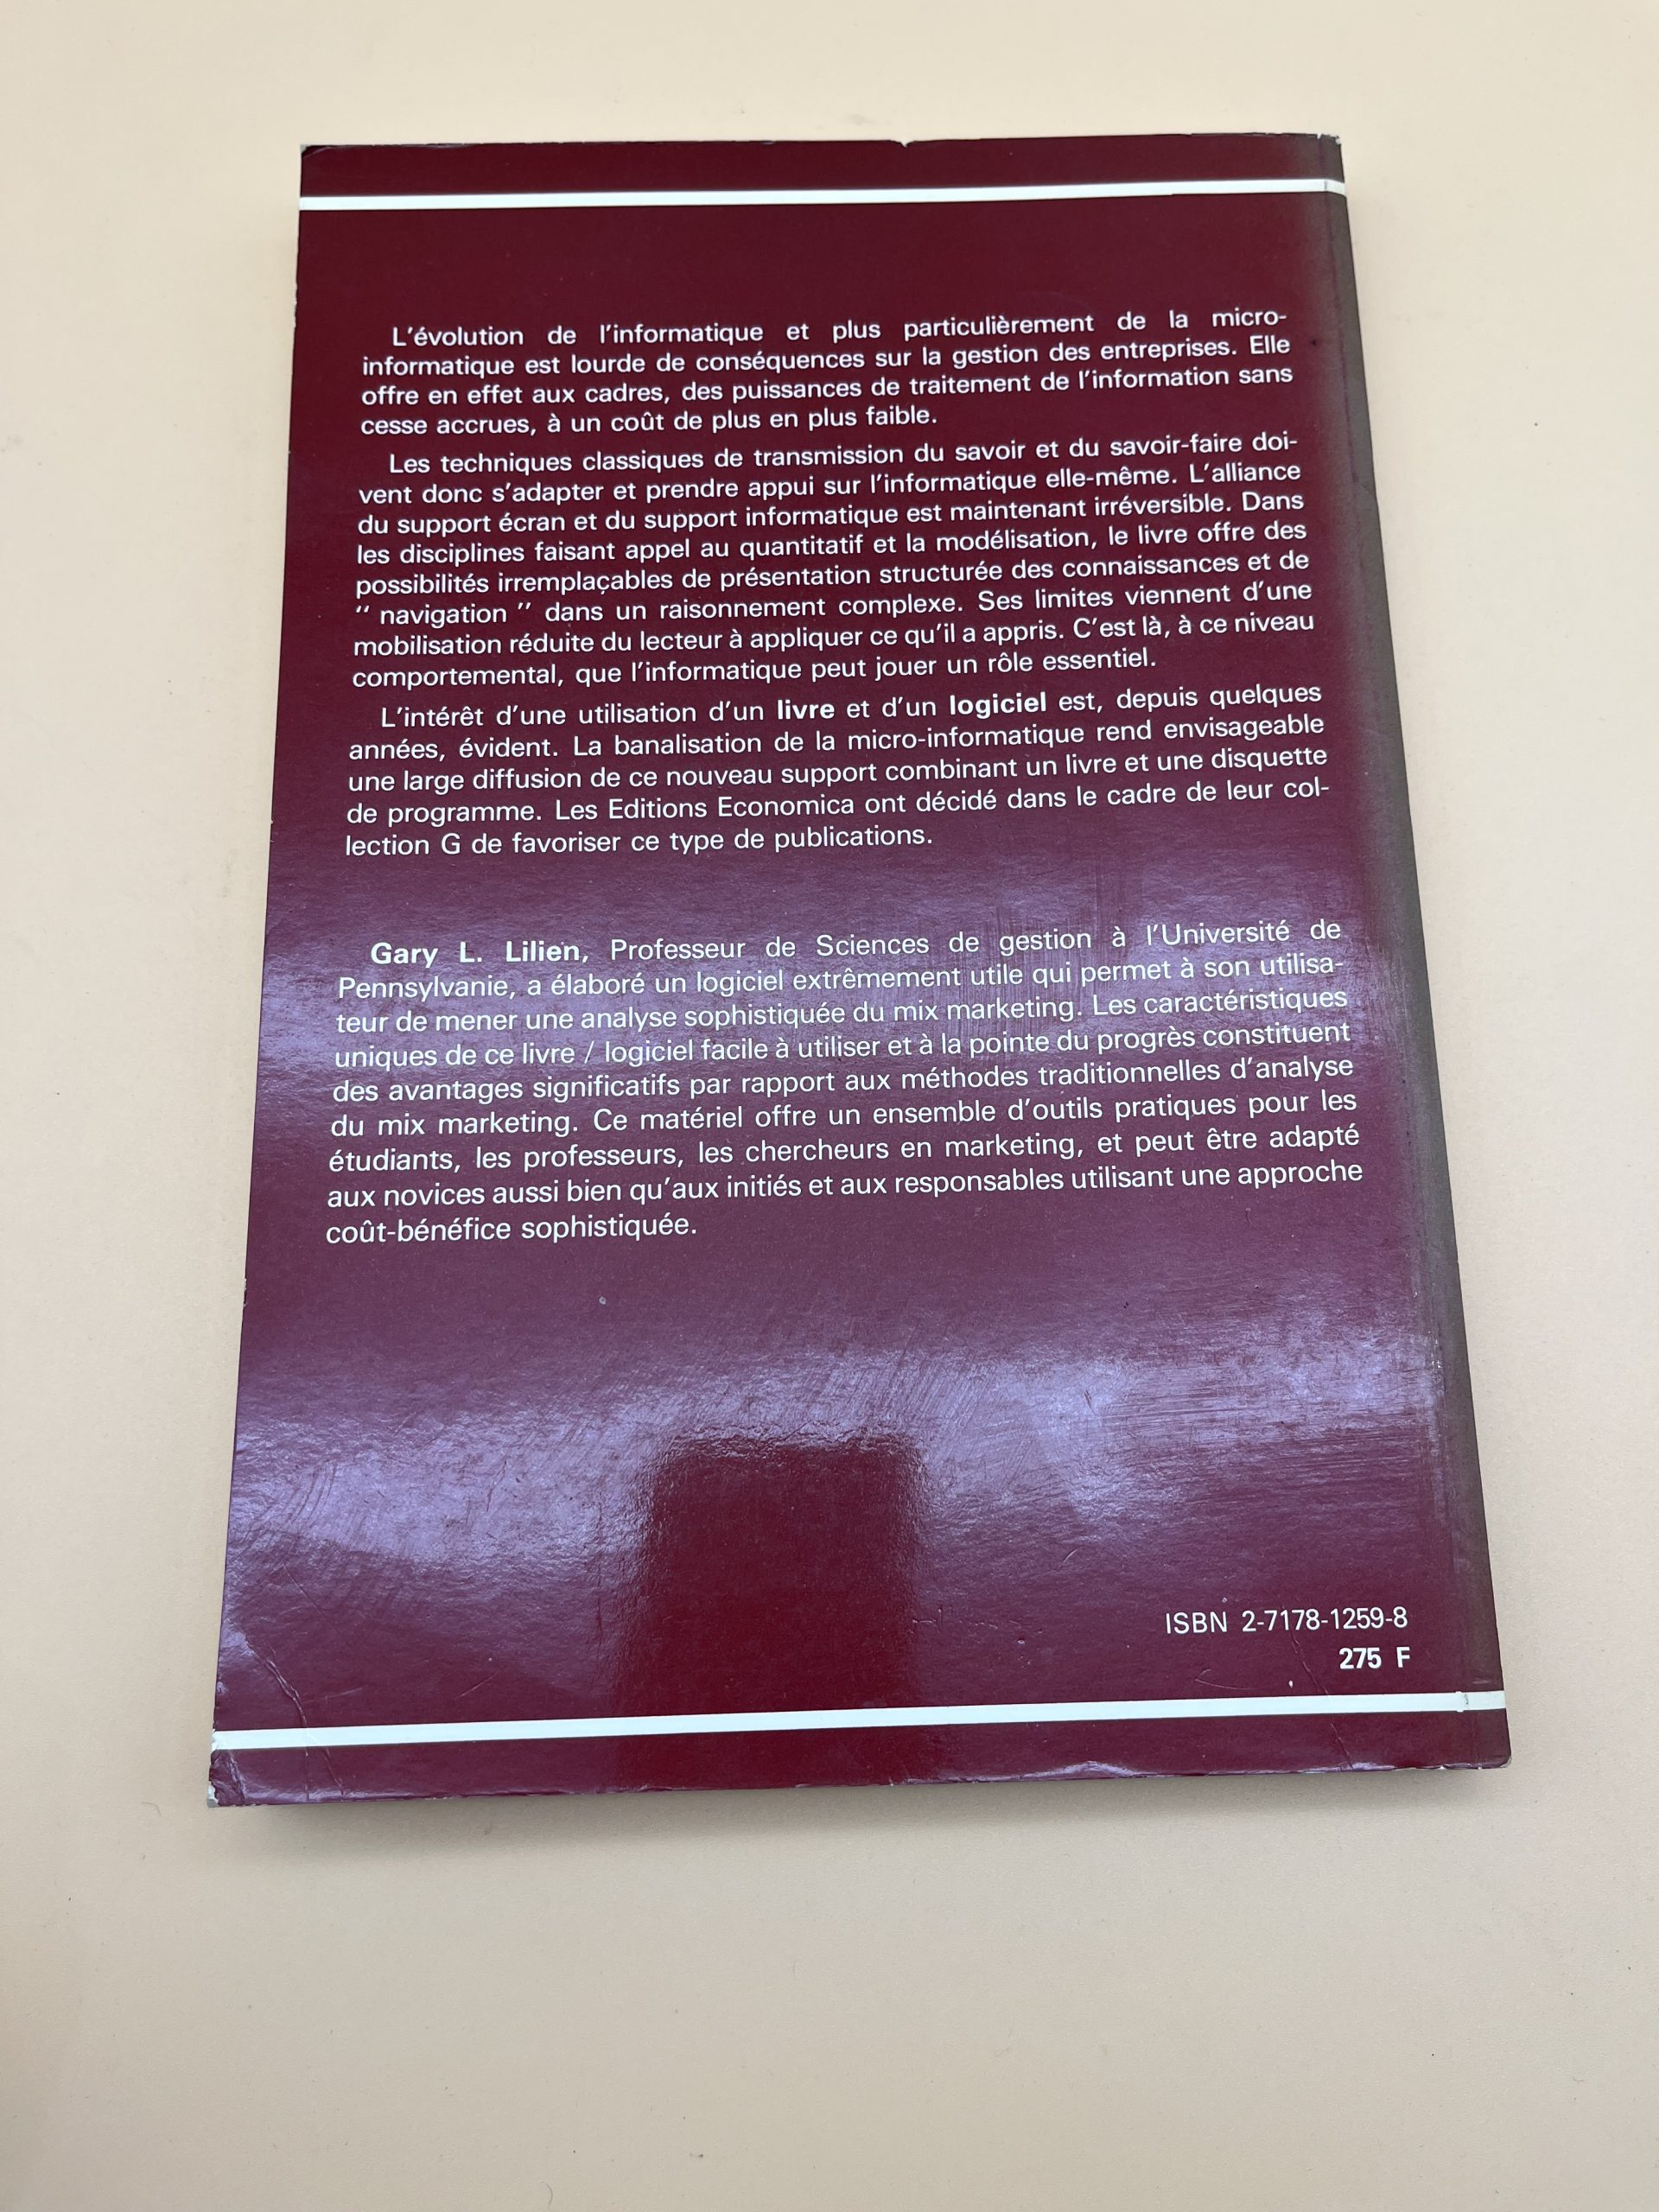 L'évolution de l'informatique et plus particulièrement de la micro-
informatique est lourde de conséquences sur la gestion des entreprises. Elle
offre en effet aux cadres, des puissances de traitement de l'information sans
cesse accrues, à un coût de plus en plus faible.
Les techniques classiques de transmission du savoir et du savoir-faire doi-
vent donc s'adapter et prendre appui sur l'informatique elle-même. L'alliance
du support écran et du support informatique est maintenant irréversible. Dans
les disciplines faisant appel au quantitatif et la modélisation, le livre offre des
possibilités irremplaçables de présentation structurée des connaissances et de
" navigation " dans un raisonnement complexe. Ses limites viennent d'une
mobilisation réduite du lecteur à appliquer ce qu'il a appris. C'est là, à ce niveau
comportemental, que l'informatique peut jouer un rôle essentiel.
L'intérêt d'une utilisation d'un livre et d'un logiciel est, depuis quelques
années, évident. La banalisation de la micro-informatique rend envisageable
une large diffusion de ce nouveau support combinant un livre et une disquette
de programme. Les Editions Economica ont décidé dans le cadre de leur col-
lection G de favoriser ce type de publications.
Gary L. Lilien, Professeur de Sciences de gestion à l'Université de
Pennsylvanie, a élaboré un logiciel extrêmement utile qui permet à son utilisa-
teur de mener une analyse sophistiquée du mix marketing. Les caractéristiques
uniques de ce livre / logiciel facile à utiliser et à la pointe du progrès constituent
des avantages significatifs par rapport aux méthodes traditionnelles d'analyse
du mix marketing. Ce matériel offre un ensemble d'outils pratiques pour les
étudiants, les professeurs, les chercheurs en marketing, et peut être adapté
aux novices aussi bien qu'aux initiés et aux responsables utilisant une approche
coût-bénéfice sophistiquée.
ISBN 2-7178-1259-8
275 F